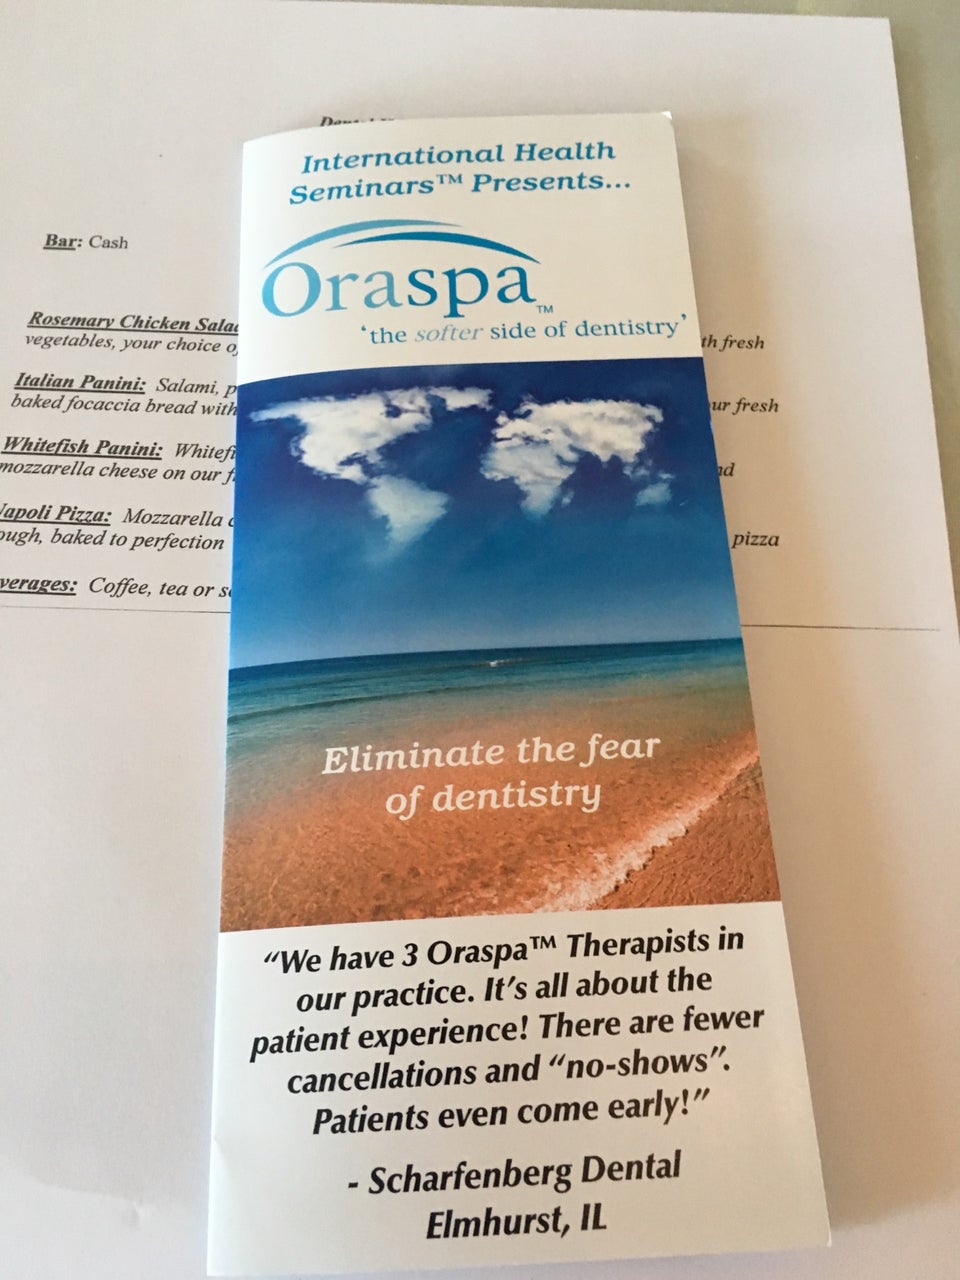 International Health
Seminars™ Presents...
Oraspa™
‘the softer side of dentistry’
Eliminate the fear
of dentistry
“We have 3 Oraspa™ Therapists in
our practice. It’s all about the
patient experience! There are fewer
cancellations and “no-shows”.
Patients even come early!”
- Scharfenberg Dental
Elmhurst, IL
Bar: Cash
Rosemary Chicken
vegetables, your choice
th fresh
Italian Panini: Salami,
baked focaccia bread with
ur fresh
Whitefish Panini:
mozzarella cheese on our
Pizza: Mozzarella
baked to perfection
pizza
Coffee, tea or